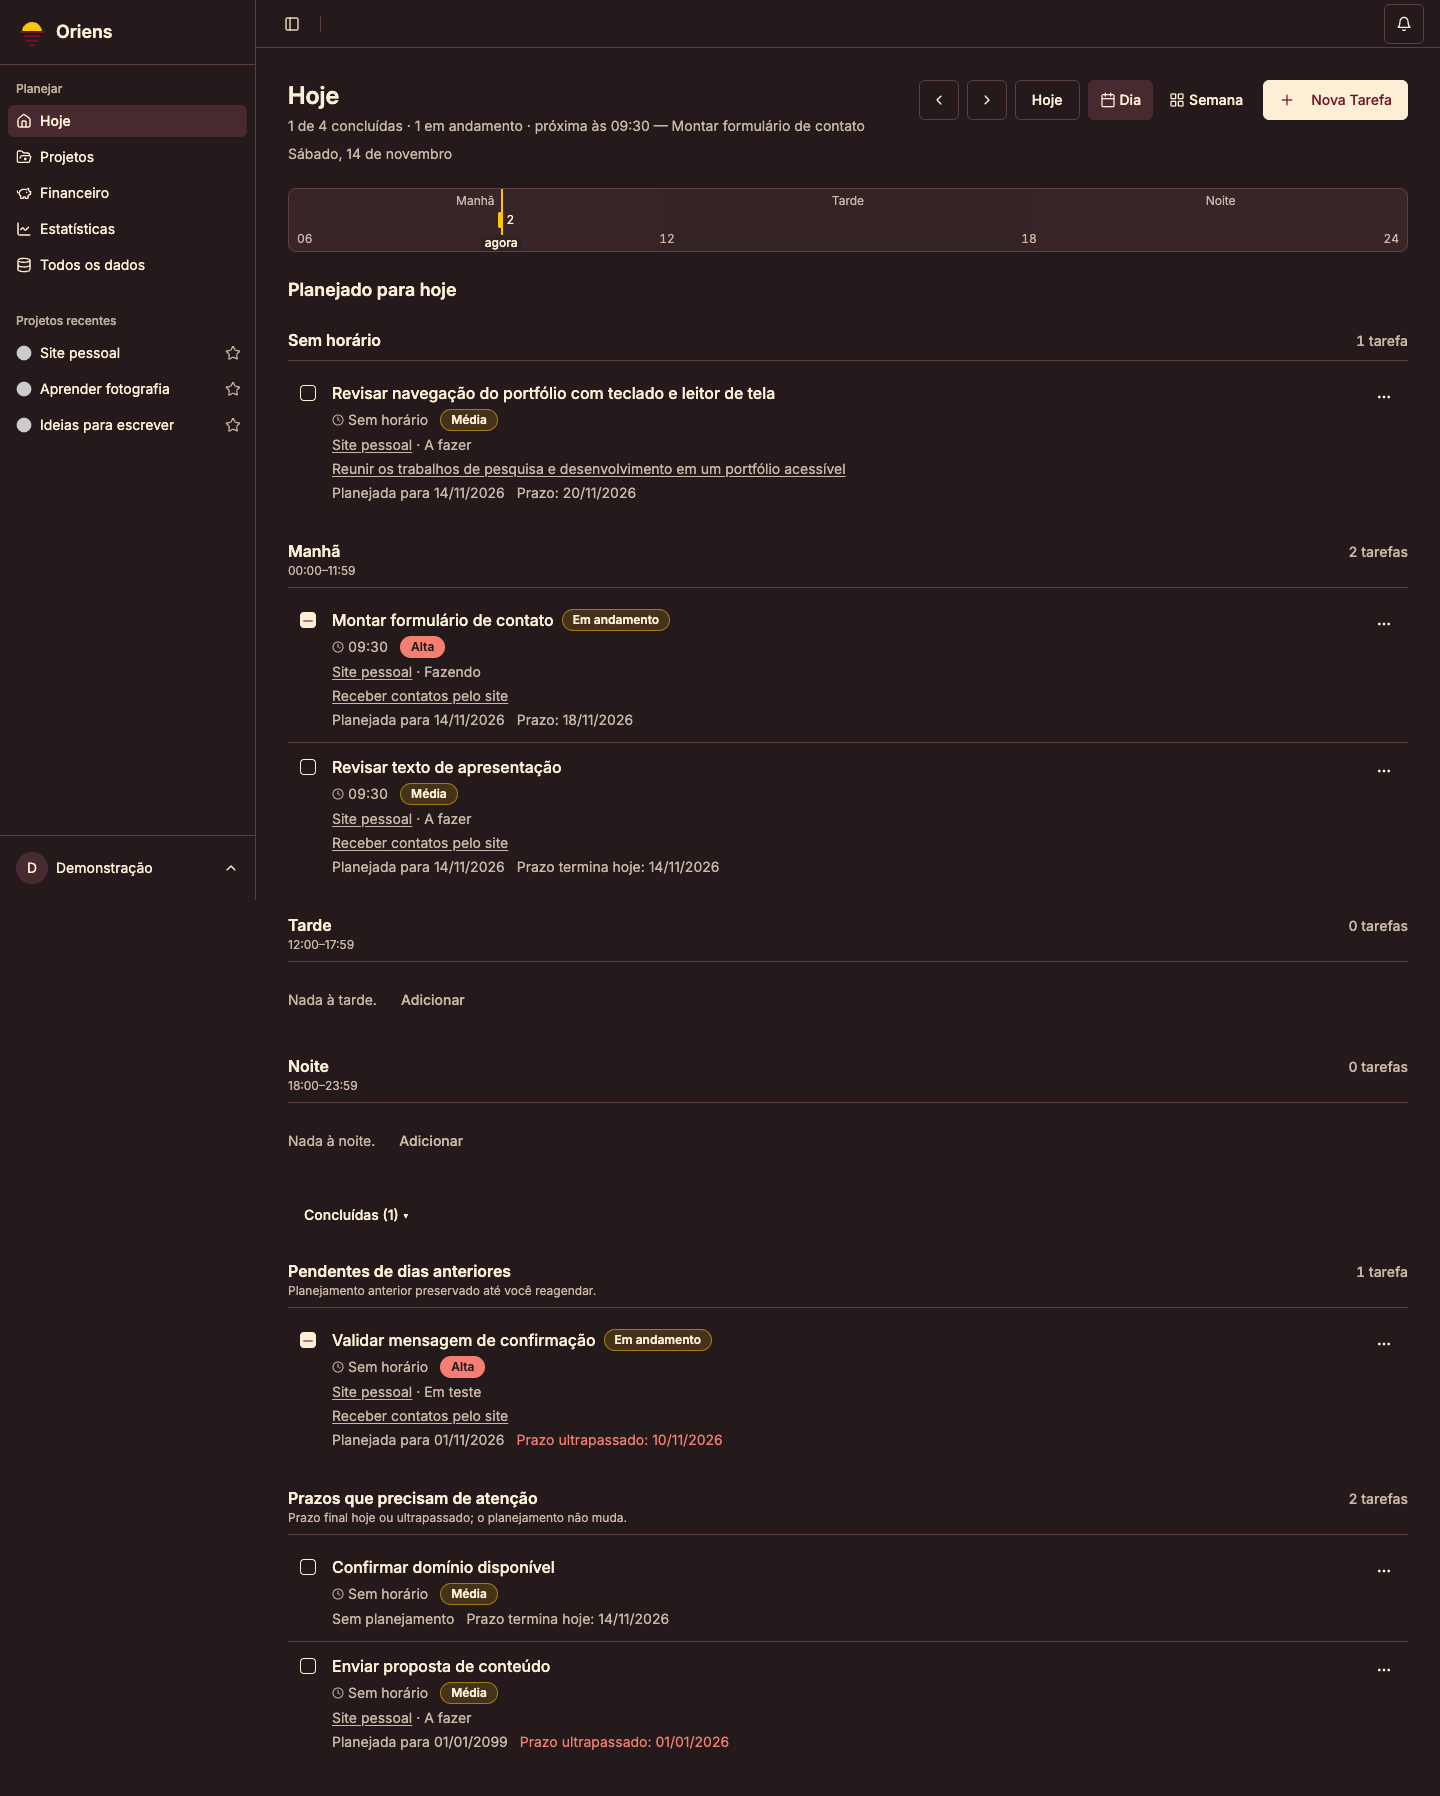 Oriens
Planejar
Hoje
Projetos
Financeiro
Estatísticas
Todos os dados
Projetos recentes
Site pessoal
Aprender fotografia
Ideias para escrever
D Demonstração
Hoje
1 de 4 concluídas · 1 em andamento · próxima às 09:30 — Montar formulário de contato
Sábado, 14 de novembro
Hoje Dia Semana Nova Tarefa
Manhã Tarde Noite
2
06 agora 12 18 24
Planejado para hoje
Sem horário 1 tarefa
Revisar navegação do portfólio com teclado e leitor de tela
Sem horário Média
Site pessoal · A fazer
Reunir os trabalhos de pesquisa e desenvolvimento em um portfólio acessível
Planejada para 14/11/2026 Prazo: 20/11/2026
Manhã 2 tarefas
00:00–11:59
Montar formulário de contato Em andamento
09:30 Alta
Site pessoal · Fazendo
Receber contatos pelo site
Planejada para 14/11/2026 Prazo: 18/11/2026
Revisar texto de apresentação
09:30 Média
Site pessoal · A fazer
Receber contatos pelo site
Planejada para 14/11/2026 Prazo termina hoje: 14/11/2026
Tarde 0 tarefas
12:00–17:59
Nada à tarde. Adicionar
Noite 0 tarefas
18:00–23:59
Nada à noite. Adicionar
Concluídas (1) ▾
Pendentes de dias anteriores 1 tarefa
Planejamento anterior preservado até você reagendar.
Validar mensagem de confirmação Em andamento
Sem horário Alta
Site pessoal · Em teste
Receber contatos pelo site
Planejada para 01/11/2026 Prazo ultrapassado: 10/11/2026
Prazos que precisam de atenção 2 tarefas
Prazo final hoje ou ultrapassado; o planejamento não muda.
Confirmar domínio disponível
Sem horário Média
Sem planejamento Prazo termina hoje: 14/11/2026
Enviar proposta de conteúdo
Sem horário Média
Site pessoal · A fazer
Planejada para 01/01/2099 Prazo ultrapassado: 01/01/2026